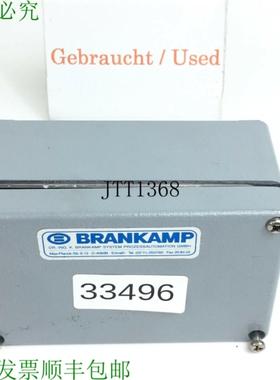 必究
Gebraucht / Used
JTT1368
BRANKAMP
DR.-ING. K. BRANKAMP SYSTEM PROZESSAUTOMATION GMBH
33496
发票顺丰包邮